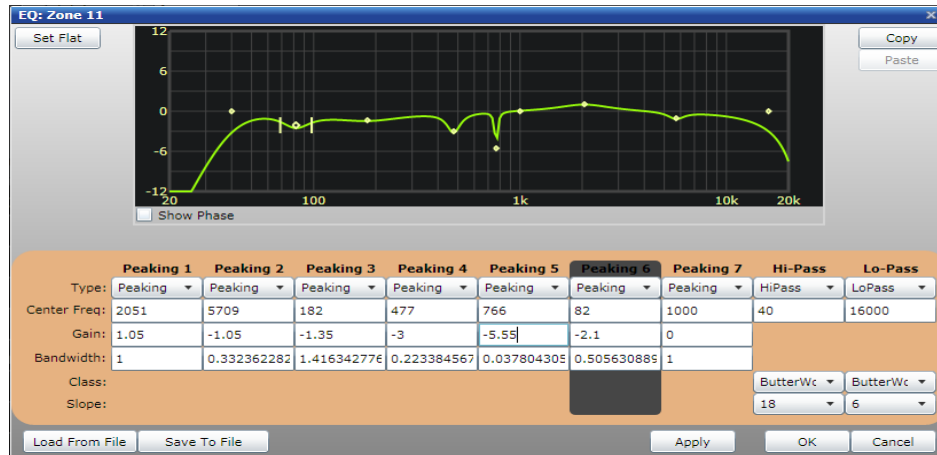 EQ: Zone 11 ×
Set Flat
Copy
Paste
12
6
0
-6
-12
20 100 1k 10k 20k
Show Phase
Peaking 1 Peaking 2 Peaking 3 Peaking 4 Peaking 5 Peaking 6 Peaking 7 Hi-Pass Lo-Pass
Type: Peaking Peaking Peaking Peaking Peaking Peaking Peaking HiPass LoPass
Center Freq: 2051 5709 182 477 766 82 1000 40 16000
Gain: 1.05 -1.05 -1.35 -3 -5.55 -2.1 0
Bandwidth: 1 0.332362282 1.416342776 0.223384567 0.037804305 0.505630889 1
Class: ButterWc ButterWc
Slope: 18 6
Load From File Save To File Apply OK Cancel